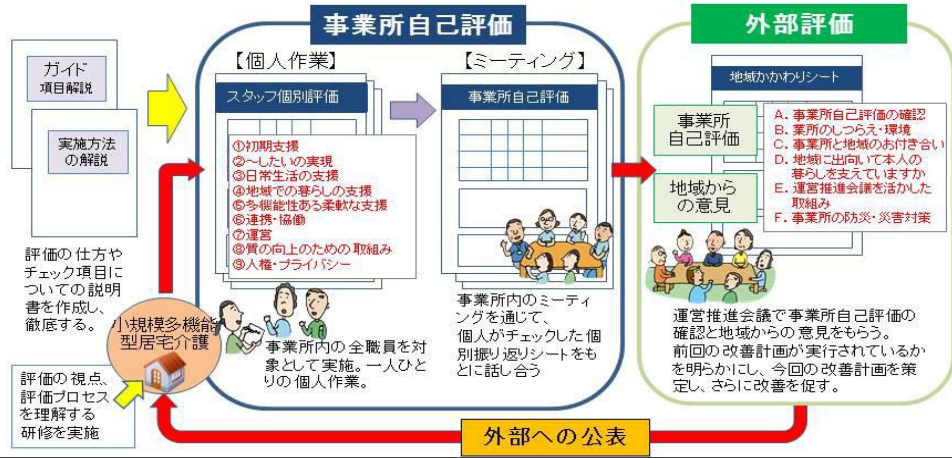 事業所自己評価
外部評価
ガイド
項目解説
実施方法
の解説
評価の仕方や
チェック項目に
ついての説明
書を作成し、
徹底する。
小規模多機能
型居宅介護
評価の視点、
評価プロセス
を理解する
研修を実施
【個人作業】
スタッフ個別評価
①初期支援
②~したいの実現
③日常生活の支援
④地域での暮らしの支援
⑤多機能性ある柔軟な支援
⑥連携・協働
⑦運営
⑧質の向上のための取組み
⑨人権・プライバシー
事業所内の全職員を対
象として実施。一人ひと
りの個人作業。
【ミーティング】
事業所自己評価
事業所内のミーティ
ングを通じて、
個人がチェックした個
別振り返りシートをも
とに話し合う
地域かかわりシート
事業所
自己評価
地域から
の意見
A. 事業所自己評価の確認
B. 業所のしつらえ・環境
C. 事業所と地域のお付き合い
D. 地域に出向いて本人の
暮らしを支えていますか
E. 運営推進会議を活かした
取組み
F. 事業所の防災・災害対策
運営推進会議で事業所自己評価の
確認と地域からの意見をもらう。
前回の改善計画が実行されているか
を明らかにし、今回の改善計画を策
定し、さらに改善を促す。
外部への公表